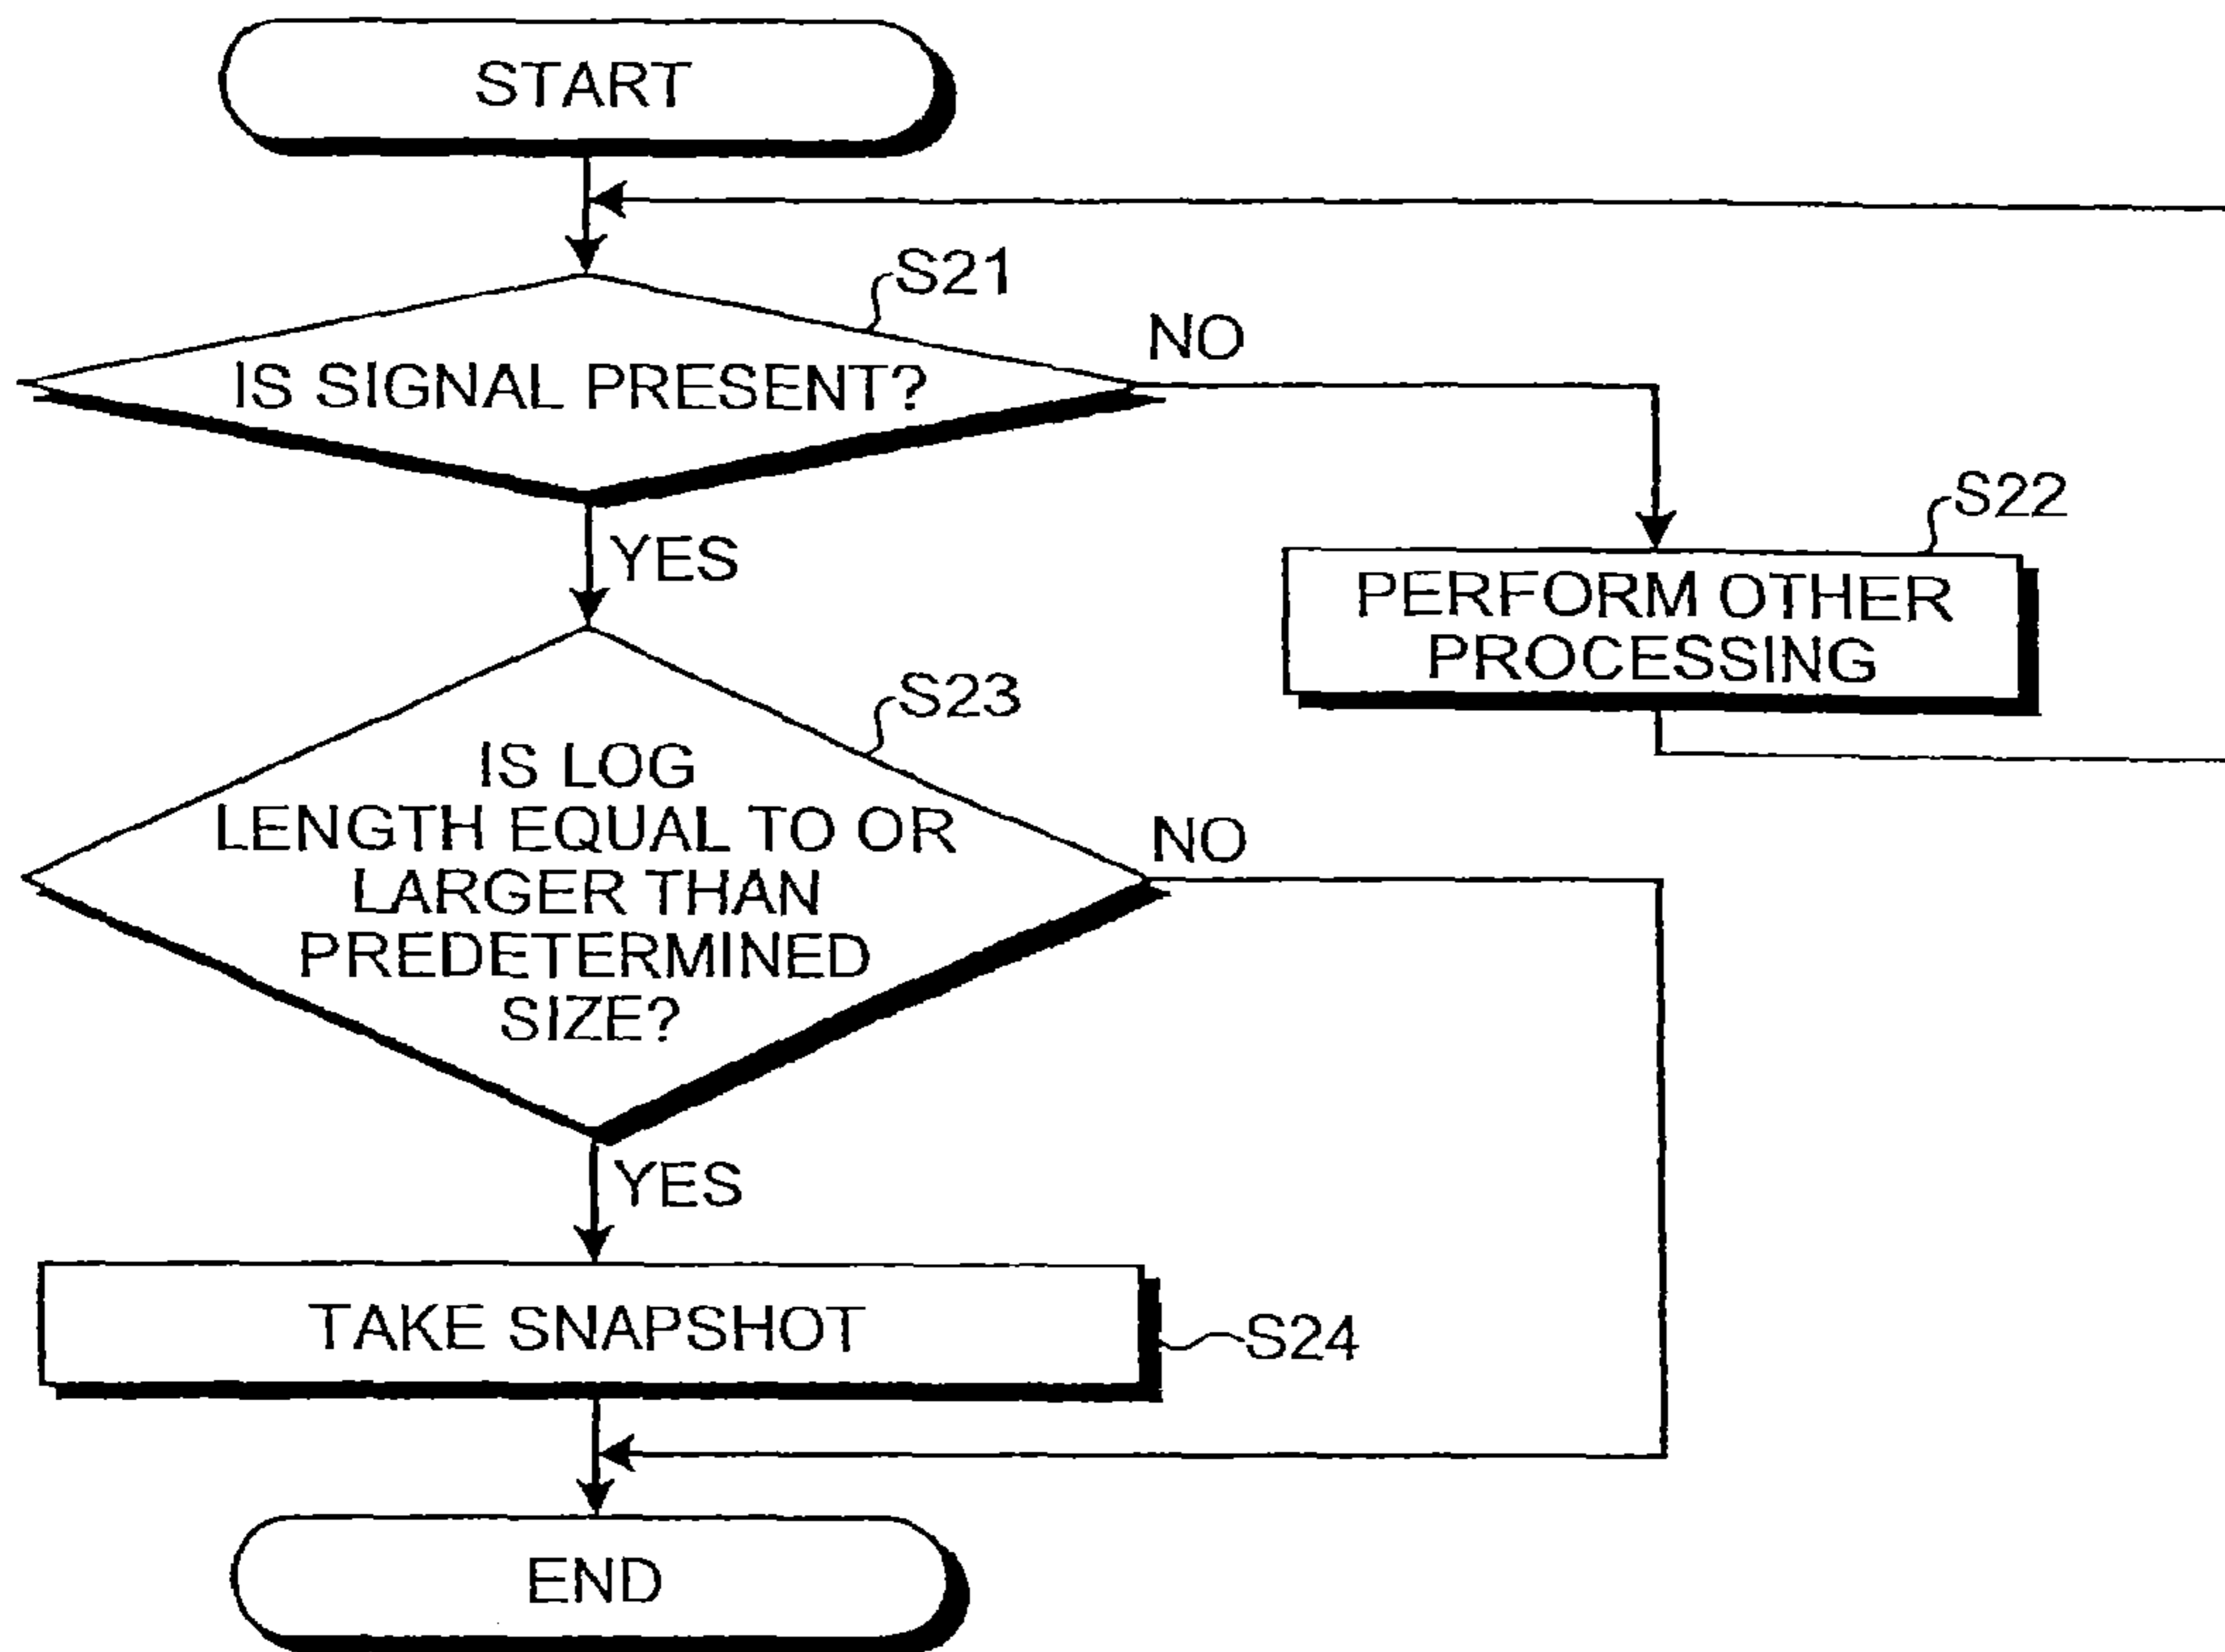 START
S21
IS SIGNAL PRESENT?
NO
YES
S22
PERFORM OTHER
PROCESSING
S23
IS LOG
LENGTH EQUAL TO OR
LARGER THAN
PREDETERMINED
SIZE?
NO
YES
TAKE SNAPSHOT
S24
END